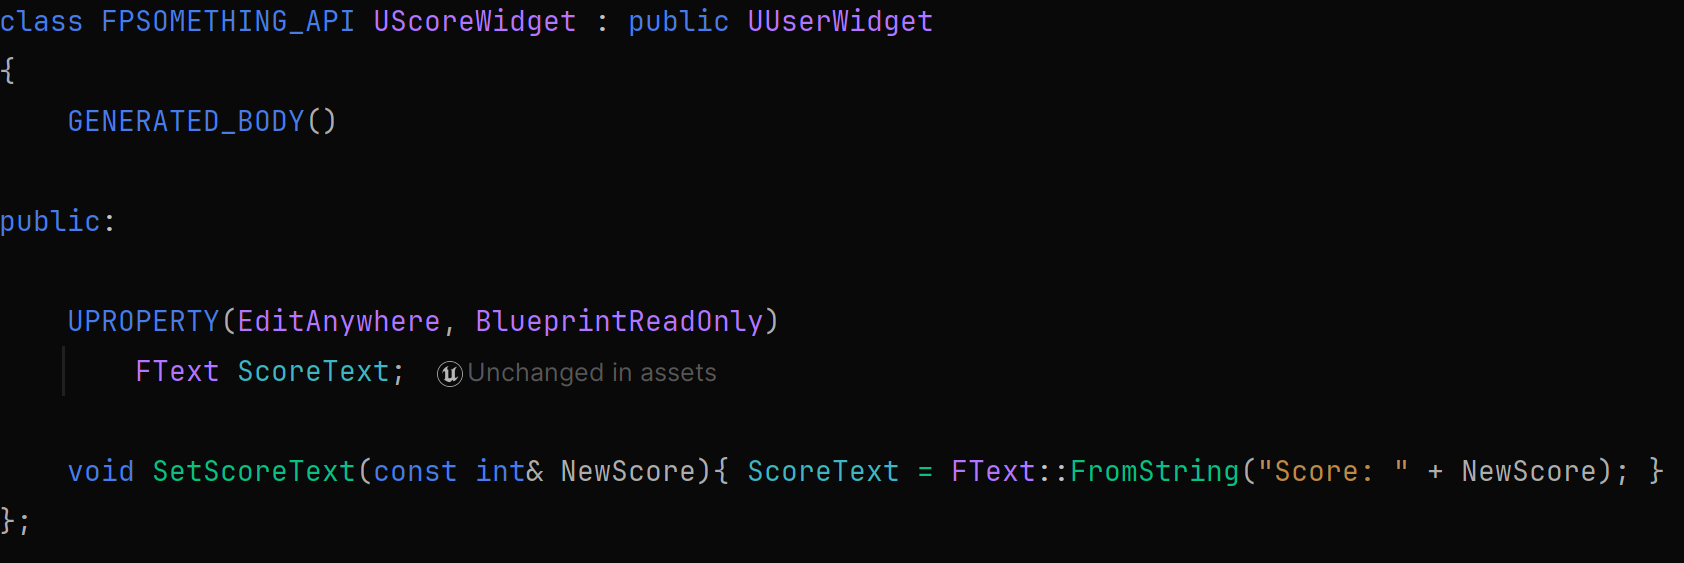 class FPSOMETHING_API UScoreWidget : public UUserWidget
{
    GENERATED_BODY()
public:
    UPROPERTY(EditAnywhere, BlueprintReadOnly)
        FText ScoreText; Unchanged in assets
    void SetScoreText(const int& NewScore){ ScoreText = FText::FromString("Score: " + NewScore); }
};